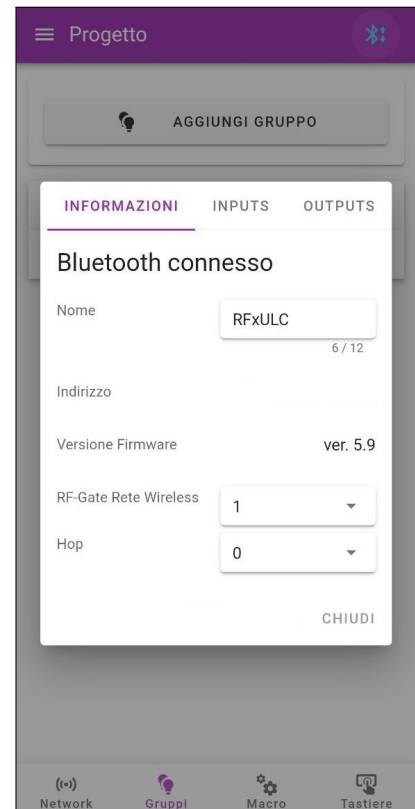 Progetto
AGGIUNGI GRUPPO
INFORMAZIONI INPUTS OUTPUTS
Bluetooth connesso
Nome RFxULC
6 / 12
Indirizzo
Versione Firmware ver. 5.9
RF-Gate Rete Wireless 1
Hop 0
CHIUDI
Network Gruppi Macro Tastiere